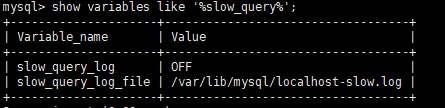 mysql> show variables like '%slow_query%';
+---------------------+-----------------------------------+
| Variable_name | Value |
+---------------------+-----------------------------------+
| slow_query_log | OFF |
| slow_query_log_file | /var/lib/mysql/localhost-slow.log |
+---------------------+-----------------------------------+